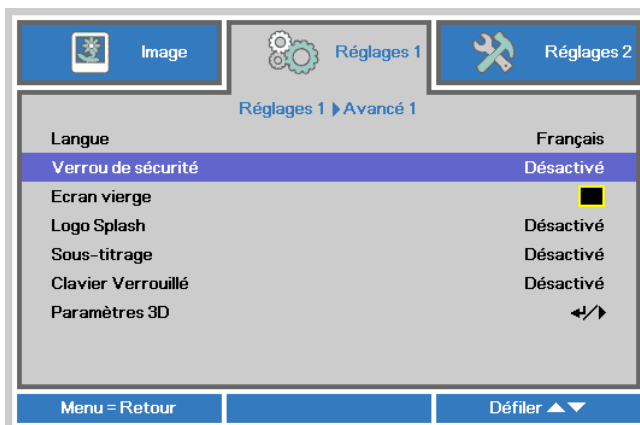 Image
Réglages 1
Réglages 2
Réglages 1 Avancé 1
Langue Français
Verrou de sécurité Désactivé
Ecran vierge
Logo Splash Désactivé
Sous-titrage Désactivé
Clavier Verrouillé Désactivé
Paramètres 3D
Menu = Retour
Défiler